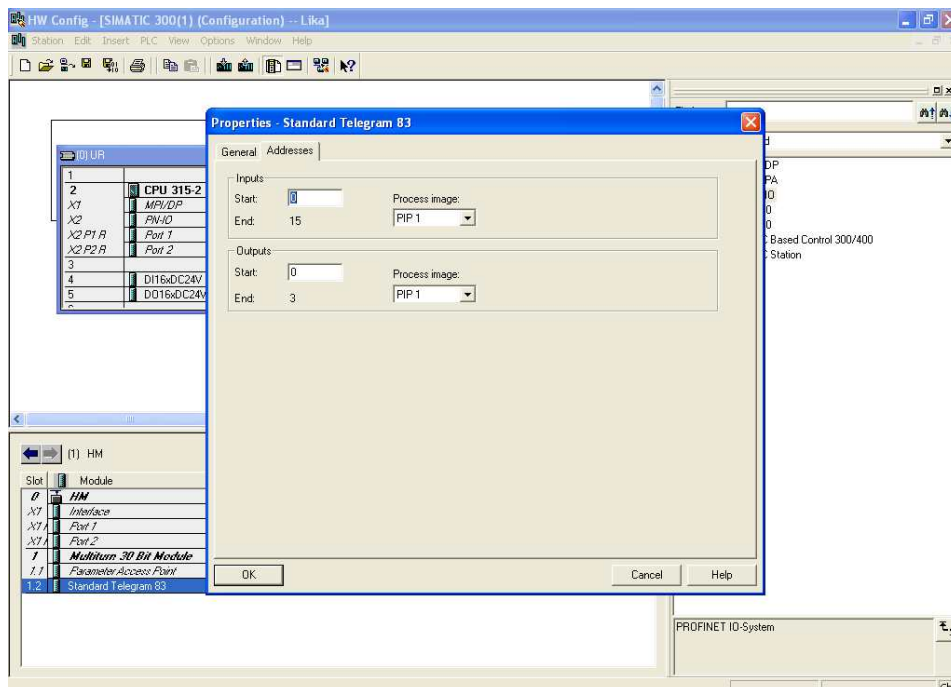 HW Config - [SIMATIC 300(1) (Configuration) -- Lika]
Station Edit Insert PLC View Options Window Help
(0) UR
1
2 CPU 315-2
X1 MPI/DP
X2 PN-IO
X2 P1 R Port 1
X2 P2 R Port 2
3
4 DI16xDC24V
5 DO16xDC24V
Properties - Standard Telegram 83
General Addresses
Inputs
Start: 0 Process image:
End: 15 PIP 1
Outputs
Start: 0 Process image:
End: 3 PIP 1
OK Cancel Help
DP
PA
IO
0
0
Based Control 300/400
Station
(1) HM
Slot Module
0 HM
X1 Interface
X1 Port 1
X1 Port 2
1 Multiturn 30 Bit Module
1.1 Parameter Access Point
1.2 Standard Telegram 83
PROFINET IO-System